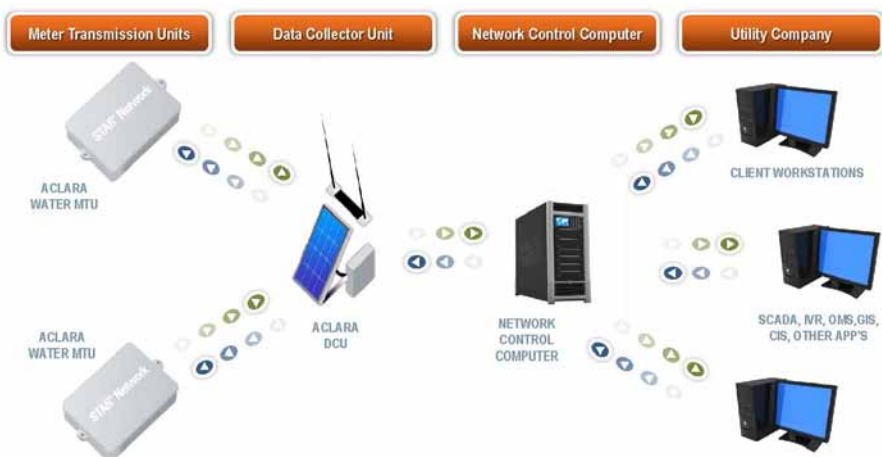 Meter Transmission Units
Data Collector Unit
Network Control Computer
Utility Company
STAR® Network
ACLARA
WATER MTU
CLIENT WORKSTATIONS
ACLARA
DCU
NETWORK
CONTROL
COMPUTER
SCADA, IVR, OMS,GIS,
CIS, OTHER APP'S
ACLARA
WATER MTU
STAR® Network